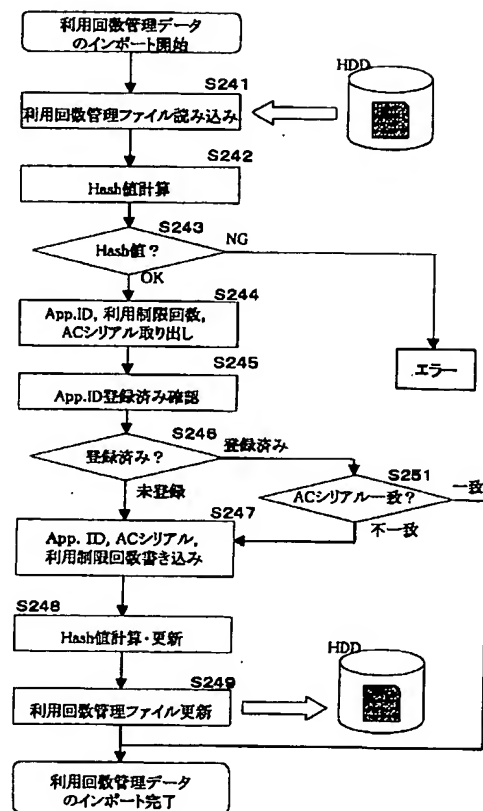 利用回数管理データ
のインポート開始
S241
HDD
利用回数管理ファイル読み込み
S242
Hash値計算
S243
Hash値?
NG
OK
S244
App.ID, 利用制限回数,
ACシリアル取り出し
エラー
S245
App.ID登録済み確認
S246
登録済み?
登録済み
S251
ACシリアル一致?
一致
未登録
S247
不一致
App. ID, ACシリアル,
利用制限回数書き込み
S248
Hash値計算・更新
HDD
S249
利用回数管理ファイル更新
利用回数管理データ
のインポート完了